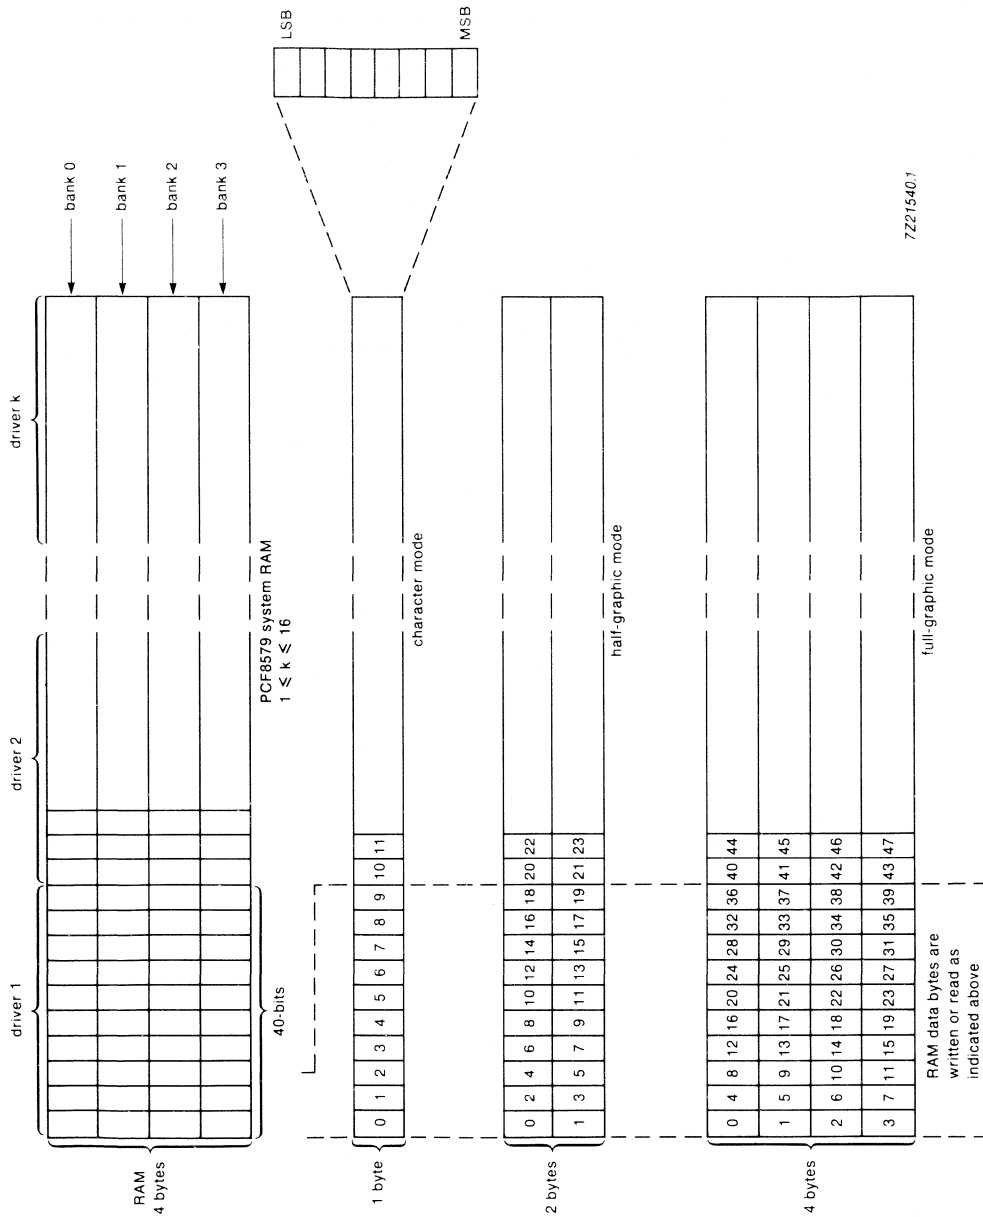 driver 1
driver 2
driver k
RAM
4 bytes
bank 0
bank 1
bank 2
bank 3
40-bits
PCF8579 system RAM
1 ⩽ k ⩽ 16
LSB
MSB
1 byte
0 1 2 3 4 5 6 7 8 9 10 11
character mode
2 bytes
0 2 4 6 8 10 12 14 16 18 20 22
1 3 5 7 9 11 13 15 17 19 21 23
half-graphic mode
4 bytes
0 4 8 12 16 20 24 28 32 36 40 44
1 5 9 13 17 21 25 29 33 37 41 45
2 6 10 14 18 22 26 30 34 38 42 46
3 7 11 15 19 23 27 31 35 39 43 47
full-graphic mode
RAM data bytes are
written or read as
indicated above
7Z21540.1